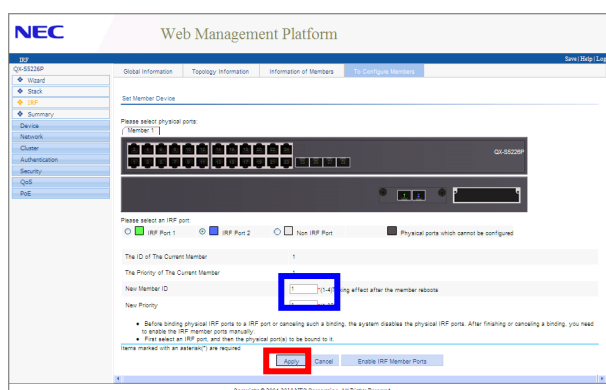 NEC
Web Management Platform
IRF
Save | Help | Log
QX-S5226P
Wizard
Stack
IRF
Summary
Device
Network
Cluster
Authentication
Security
QoS
PoE
Global Information
Topology Information
Information of Members
To Configure Members
Set Member Device
Please select physical ports:
Member 1
QX-S5226P
Please select an IRF port:
IRF Port 1
IRF Port 2
Non IRF Port
Physical ports which cannot be configured
The ID of The Current Member
1
The Priority of The Current Member
New Member ID
1
*(1-4)
effect after the member reboots
New Priority
Before binding physical IRF ports to a IRF port or canceling such a binding, the system disables the physical IRF ports. After finishing or canceling a binding, you need
to enable the IRF member ports manually.
First select an IRF port, and then the physical port(s) to be bound to it.
Items marked with an asterisk(*) are required
Apply
Cancel
Enable IRF Member Ports